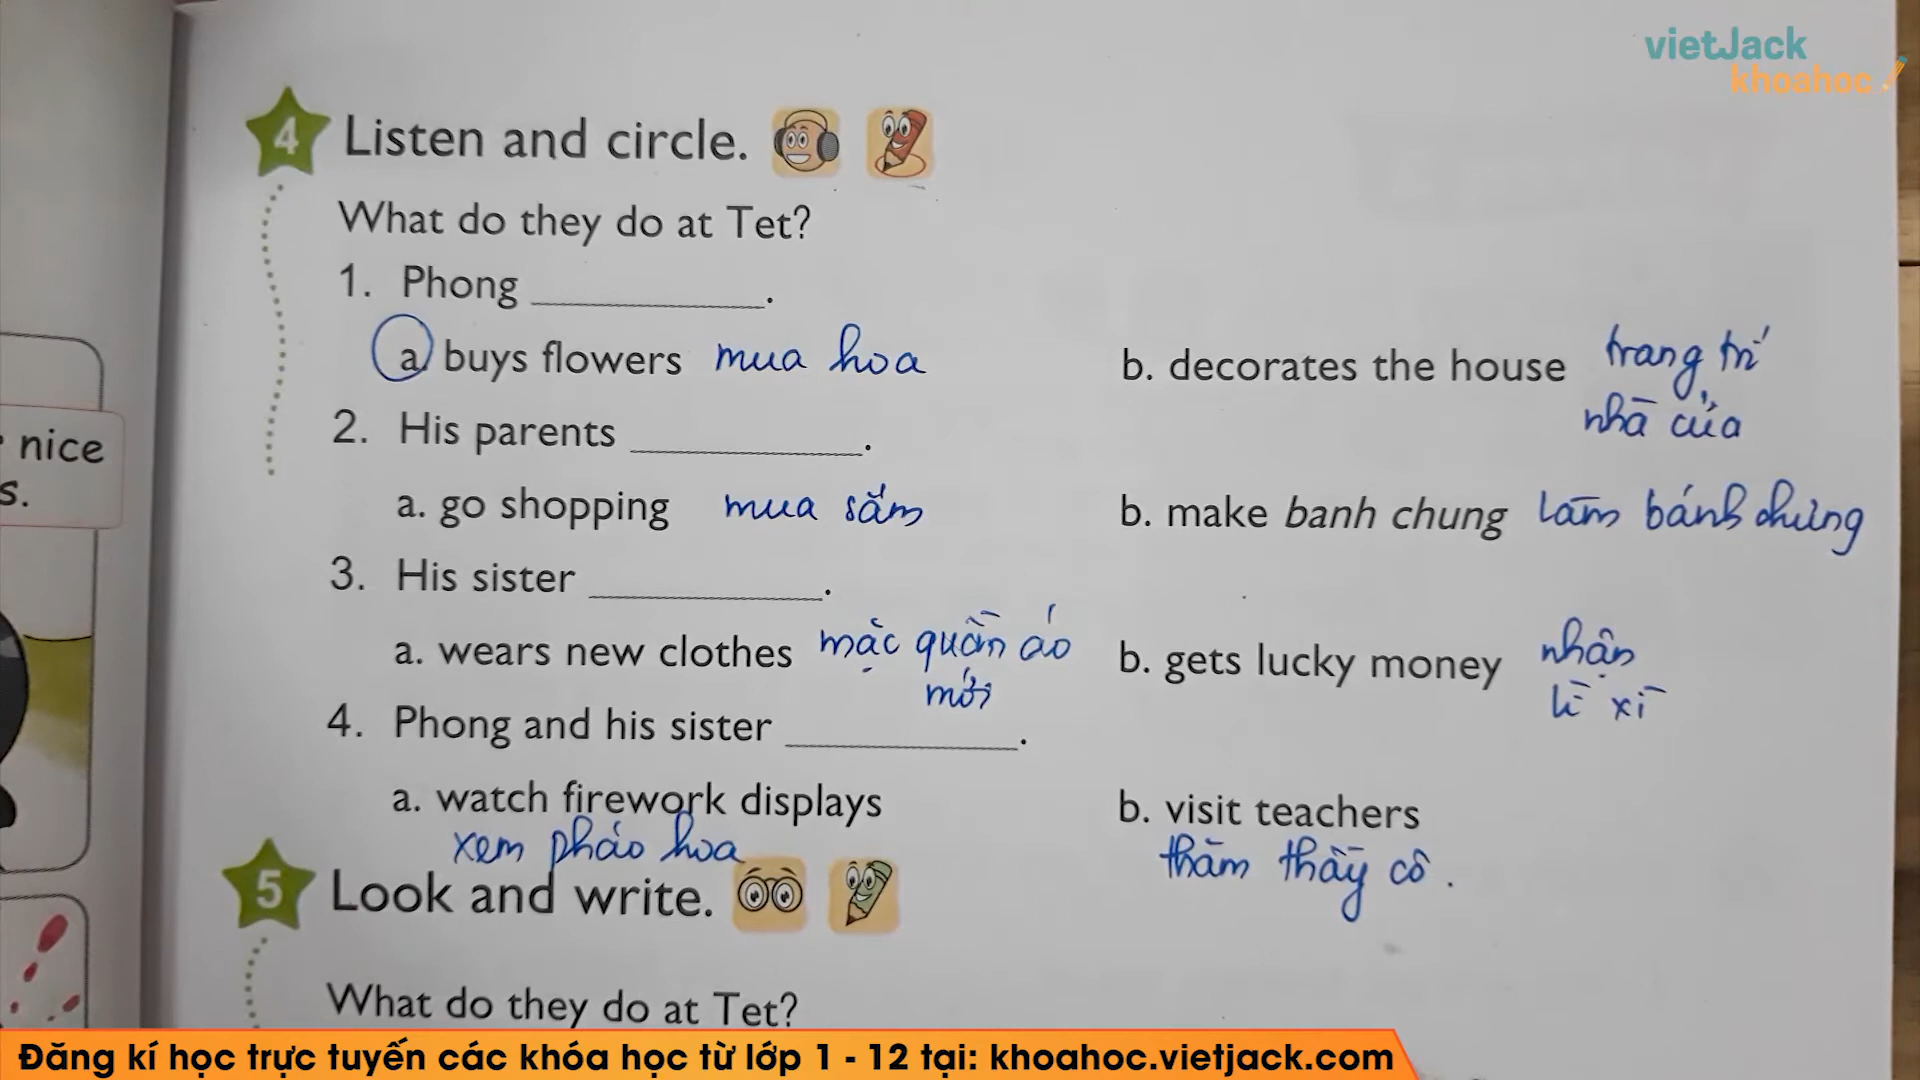 vietJack
khoahoc
4 Listen and circle.
What do they do at Tet?
1. Phong ____________.
a. buys flowers mua hoa
b. decorates the house trang trí
nhà cửa
2. His parents ____________.
nice
s.
a. go shopping mua sắm
b. make banh chung làm bánh chưng
3. His sister ____________.
a. wears new clothes mặc quần áo
mới
b. gets lucky money nhận
lì xì
4. Phong and his sister ____________.
a. watch firework displays
xem pháo hoa
b. visit teachers
thăm thầy cô.
5 Look and write.
What do they do at Tet?
Đăng kí học trực tuyến các khóa học từ lớp 1 - 12 tại: khoahoc.vietjack.com